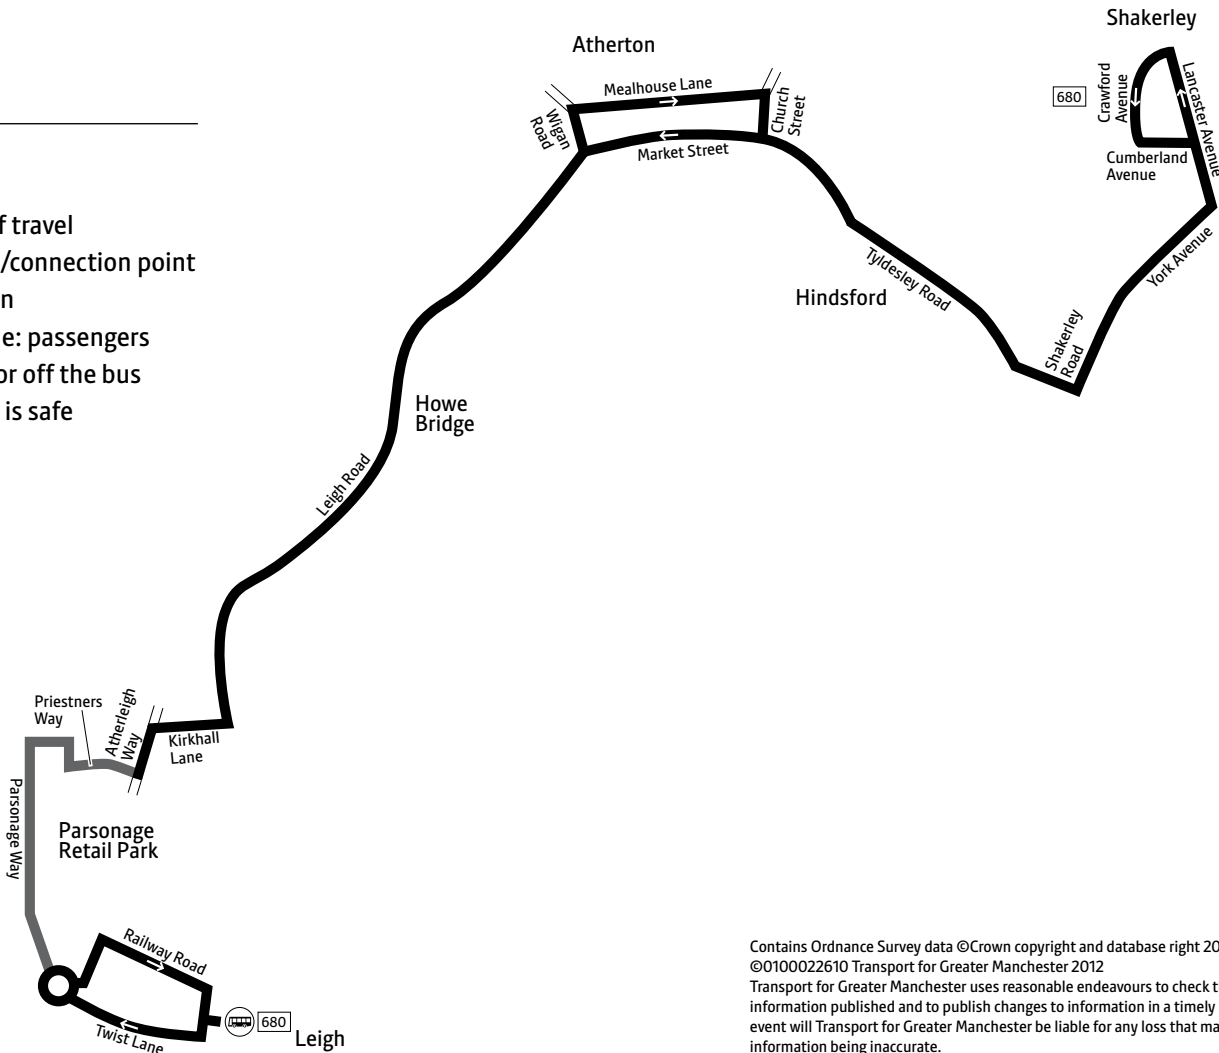 Shakerley
Atherton
Mealhouse Lane
Wigan
Road
Church
Street
Market Street
680
Crawford
Avenue
Lancaster Avenue
Cumberland
Avenue
York Avenue
f travel
/connection point
n
e: passengers
or off the bus
is safe
Tyldesley Road
Hindsford
Shakerley
Road
Howe
Bridge
Leigh Road
Priestners
Way
Atherleigh
Way
Kirkhall
Lane
Parsonage Way
Parsonage
Retail Park
Railway Road
Twist Lane
680
Leigh
Contains Ordnance Survey data ©Crown copyright and database right 20
©0100022610 Transport for Greater Manchester 2012
Transport for Greater Manchester uses reasonable endeavours to check t
information published and to publish changes to information in a timely
event will Transport for Greater Manchester be liable for any loss that ma
information being inaccurate.